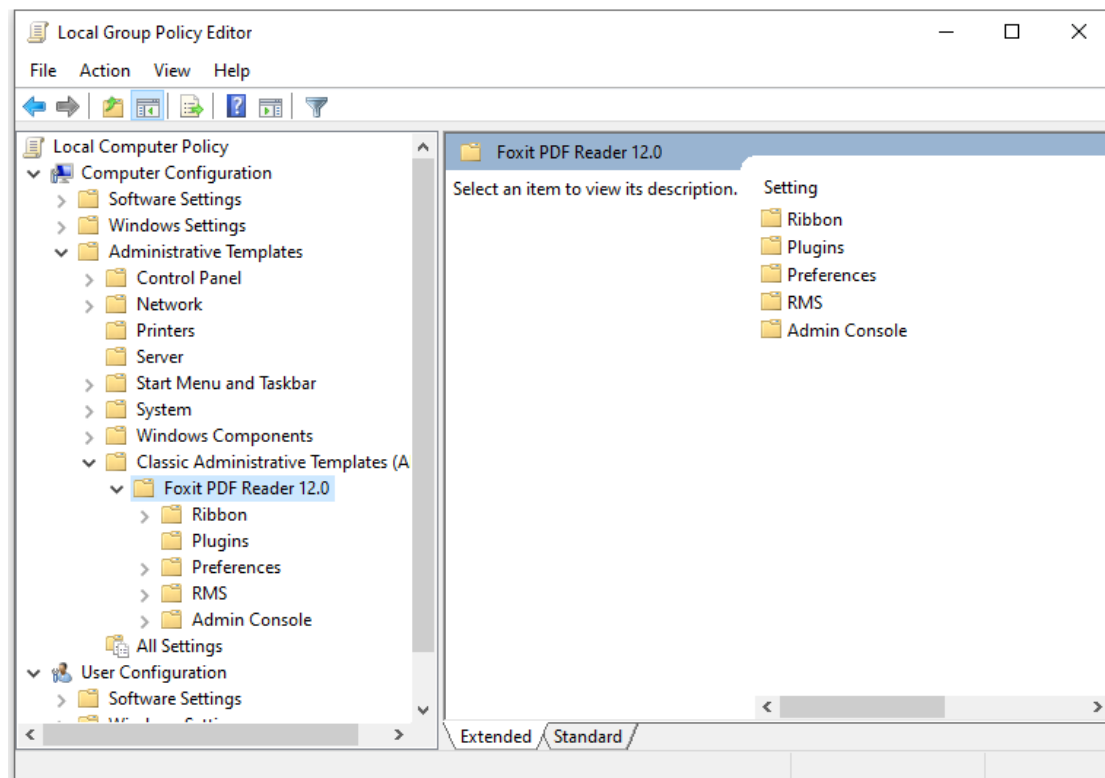 Local Group Policy Editor
File Action View Help
Local Computer Policy
Computer Configuration
Software Settings
Windows Settings
Administrative Templates
Control Panel
Network
Printers
Server
Start Menu and Taskbar
System
Windows Components
Classic Administrative Templates (A
Foxit PDF Reader 12.0
Ribbon
Plugins
Preferences
RMS
Admin Console
All Settings
User Configuration
Software Settings
Foxit PDF Reader 12.0
Select an item to view its description.
Setting
Ribbon
Plugins
Preferences
RMS
Admin Console
Extended Standard